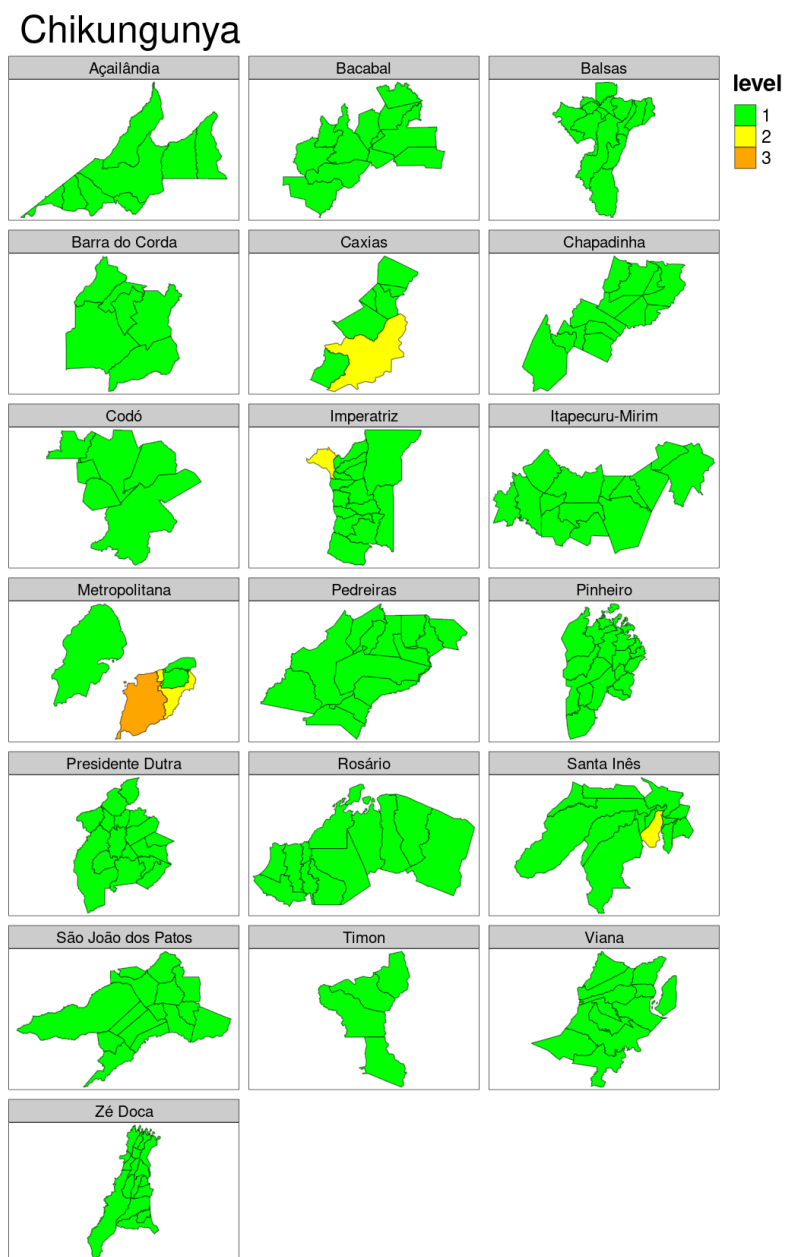 Chikungunya
Açailândia
Bacabal
Balsas
level
1
2
3
Barra do Corda
Caxias
Chapadinha
Codó
Imperatriz
Itapecuru-Mirim
Metropolitana
Pedreiras
Pinheiro
Presidente Dutra
Rosário
Santa Inês
São João dos Patos
Timon
Viana
Zé Doca